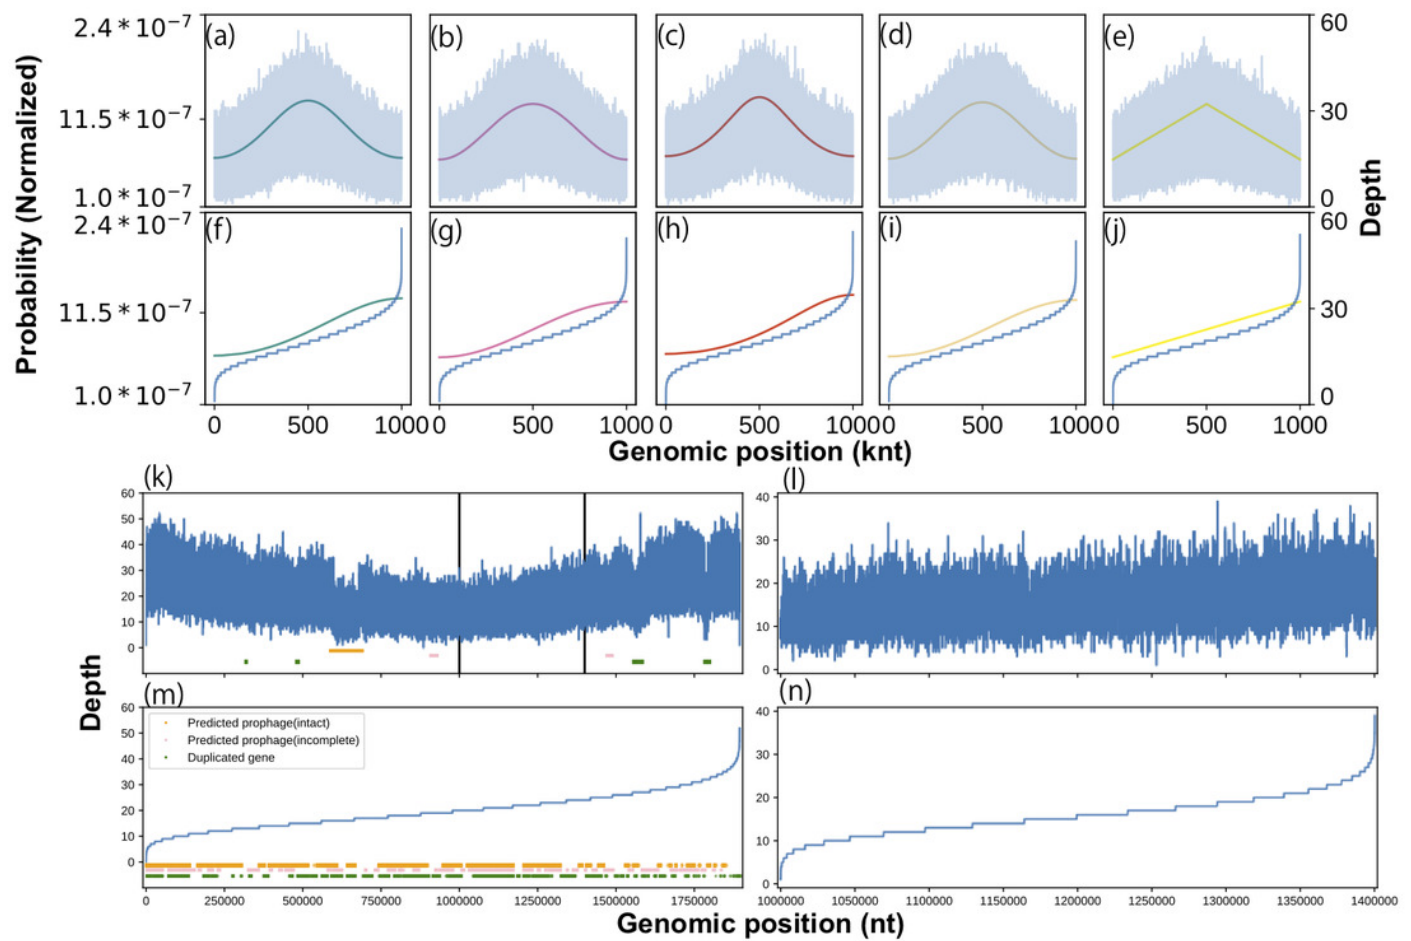 Probability (Normalized)
2.4 * 10⁻⁷
11.5 * 10⁻⁷
1.0 * 10⁻⁷
(a) (b) (c) (d) (e)
60
30
0
Depth
2.4 * 10⁻⁷
11.5 * 10⁻⁷
1.0 * 10⁻⁷
(f) (g) (h) (i) (j)
60
30
0
0 500 1000 0 500 1000 0 500 1000 0 500 1000 0 500 1000
Genomic position (knt)
(k)
60
50
40
30
20
10
0
(l)
40
30
20
10
0
Depth
(m)
60
50
40
30
20
10
0
Predicted prophage(intact)
Predicted prophage(incomplete)
Duplicated gene
0 250000 500000 750000 1000000 1250000 1500000 1750000
(n)
40
30
20
10
0
1000000 1050000 1100000 1150000 1200000 1250000 1300000 1350000 1400000
Genomic position (nt)